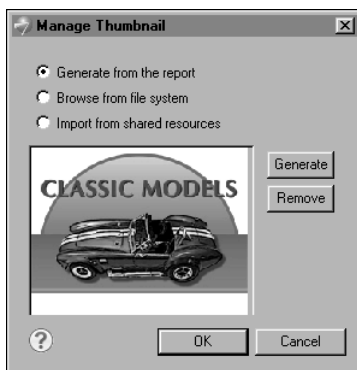 Manage Thumbnail
Generate from the report
Browse from file system
Import from shared resources
CLASSIC MODELS
Generate
Remove
?
OK
Cancel